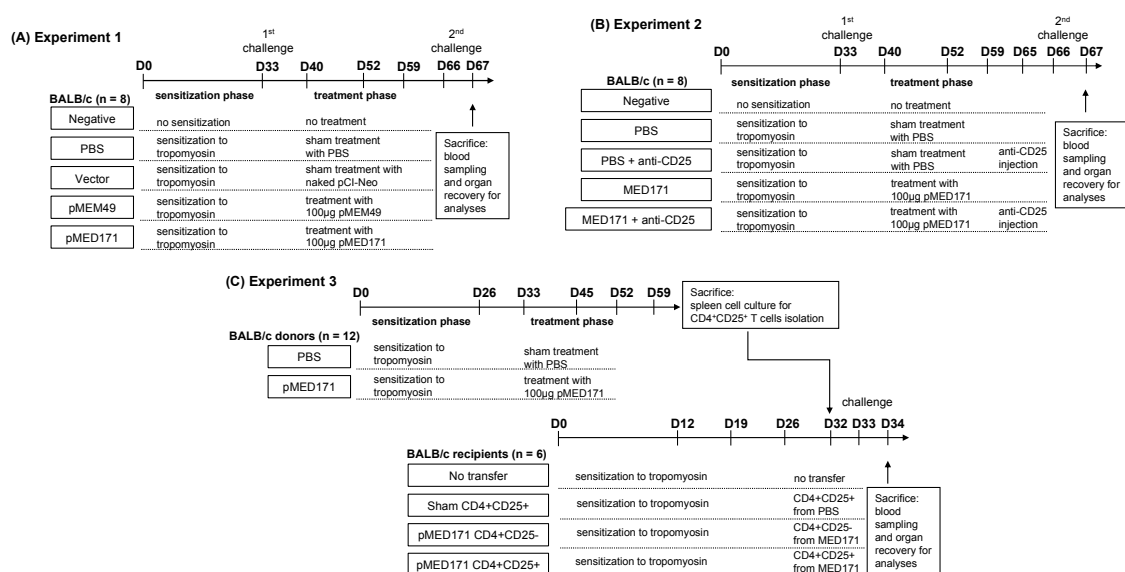 (A) Experiment 1
1st
challenge
2nd
challenge
D0 D33 D40 D52 D59 D66 D67
BALB/c (n = 8)
sensitization phase treatment phase
Negative
no sensitization no treatment
PBS
sensitization to
tropomyosin
sham treatment
with PBS
Vector
sensitization to
tropomyosin
sham treatment with
naked pCI-Neo
pMEM49
sensitization to
tropomyosin
treatment with
100µg pMEM49
pMED171
sensitization to
tropomyosin
treatment with
100µg pMED171
Sacrifice:
blood
sampling
and organ
recovery for
analyses
(B) Experiment 2
1st
challenge
2nd
challenge
D0 D33 D40 D52 D59 D65 D66 D67
BALB/c (n = 8)
sensitization phase treatment phase
Negative
no sensitization no treatment
PBS
sensitization to
tropomyosin
sham treatment
with PBS
PBS + anti-CD25
sensitization to
tropomyosin
sham treatment
with PBS
anti-CD25
injection
MED171
sensitization to
tropomyosin
treatment with
100µg pMED171
MED171 + anti-CD25
sensitization to
tropomyosin
treatment with
100µg pMED171
anti-CD25
injection
Sacrifice:
blood
sampling
and organ
recovery for
analyses
(C) Experiment 3
D0 D26 D33 D45 D52 D59
sensitization phase treatment phase
BALB/c donors (n = 12)
PBS
sensitization to
tropomyosin
sham treatment
with PBS
pMED171
sensitization to
tropomyosin
treatment with
100µg pMED171
Sacrifice:
spleen cell culture for
CD4+CD25+ T cells isolation
challenge
D0 D12 D19 D26 D32 D33 D34
BALB/c recipients (n = 6)
No transfer
sensitization to tropomyosin no transfer
Sham CD4+CD25+
sensitization to tropomyosin
CD4+CD25+
from PBS
pMED171 CD4+CD25-
sensitization to tropomyosin
CD4+CD25-
from MED171
pMED171 CD4+CD25+
sensitization to tropomyosin
CD4+CD25+
from MED171
Sacrifice:
blood
sampling
and organ
recovery for
analyses